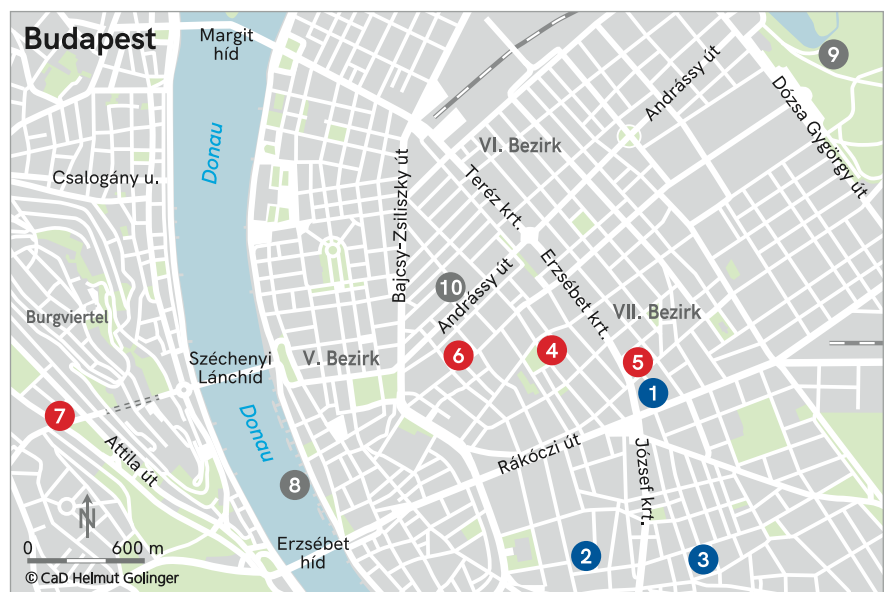 Budapest
Margit
híd
Andrássy út
9
Dózsa Gygörgy út
Donau
VI. Bezirk
Csalogány u.
Teréz krt.
Bajcsy-Zsiliszky út
Erzsébet krt.
10
Andrássy út
Burgviertel
VII. Bezirk
Széchenyi
Lánchíd
V. Bezirk
6
4
5
1
7
Donau
Attila út
Rákóczi út
József krt.
8
N
0 600 m
Erzsébet
híd
2
3
© CaD Helmut Golinger